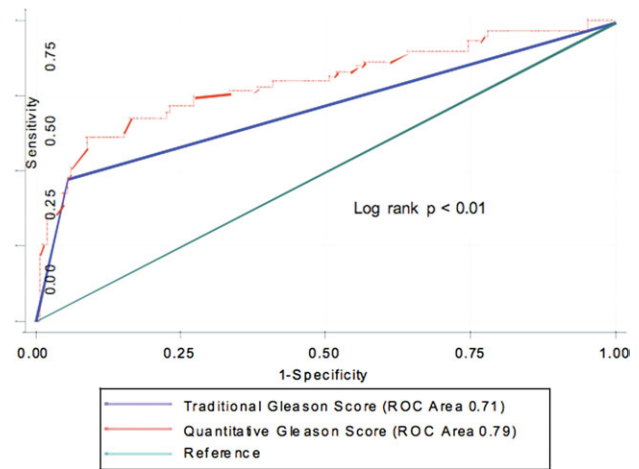 Sensitivity
0.75
0.50
0.25
0.00
Log rank p < 0.01
0.00 0.25 0.50 0.75 1.00
1-Specificity
Traditional Gleason Score (ROC Area 0.71)
Quantitative Gleason Score (ROC Area 0.79)
Reference